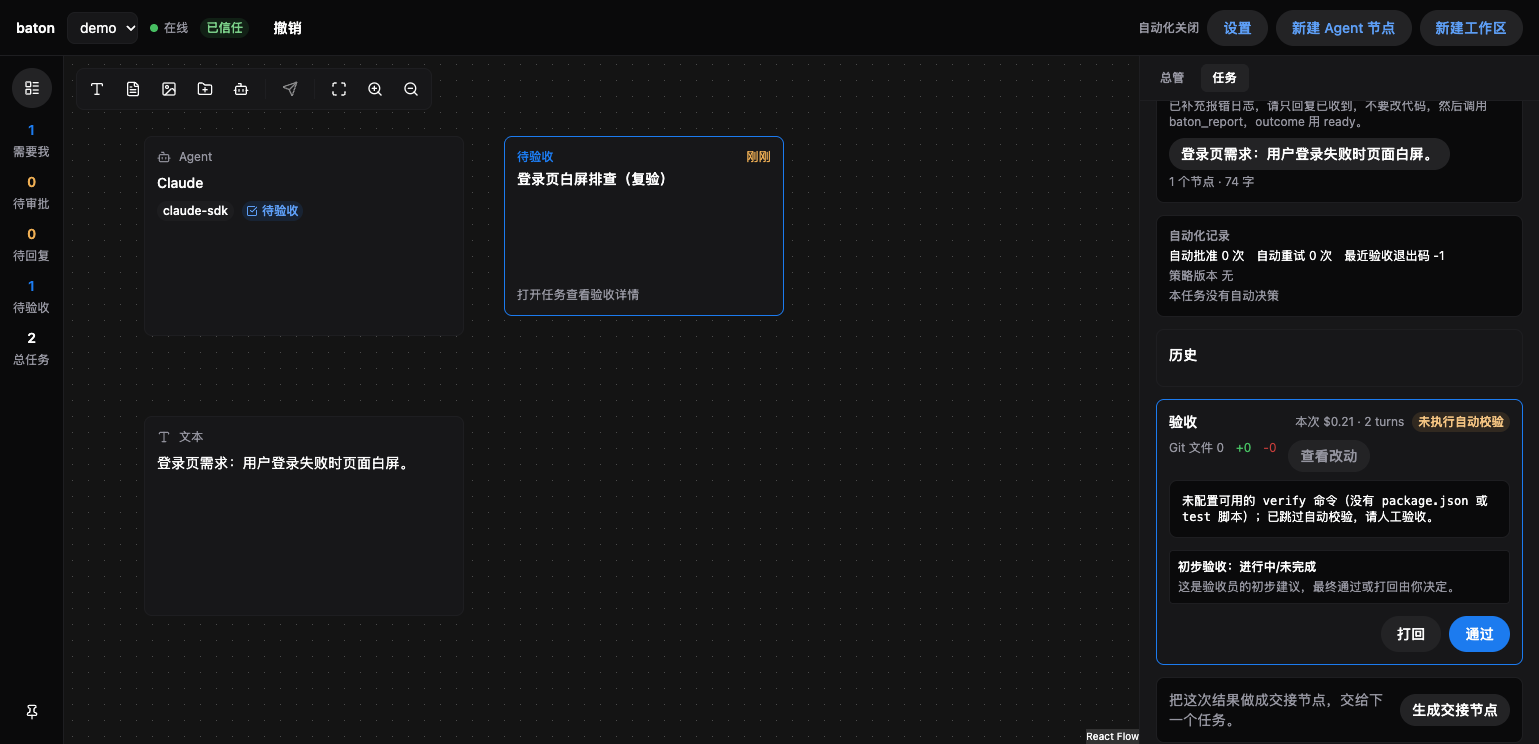 baton demo 在线 已信任 撤销 自动化关闭 设置 新建 Agent 节点 新建工作区
1
需要我
0
待审批
0
待回复
1
待验收
2
总任务
Agent
Claude
claude-sdk 待验收
待验收 刚刚
登录页白屏排查（复验）
打开任务查看验收详情
文本
登录页需求：用户登录失败时页面白屏。
React Flow
总管 任务
已补充报错日志，请只回复已收到，不要改代码，然后调用
baton_report，outcome 用 ready。
登录页需求：用户登录失败时页面白屏。
1 个节点 · 74 字
自动化记录
自动批准 0 次 自动重试 0 次 最近验收退出码 -1
策略版本 无
本任务没有自动决策
历史
验收 本次 $0.21 · 2 turns 未执行自动校验
Git 文件 0 +0 -0 查看改动
未配置可用的 verify 命令（没有 package.json 或
test 脚本）；已跳过自动校验，请人工验收。
初步验收：进行中/未完成
这是验收员的初步建议，最终通过或打回由你决定。
打回 通过
把这次结果做成交接节点，交给下
一个任务。
生成交接节点